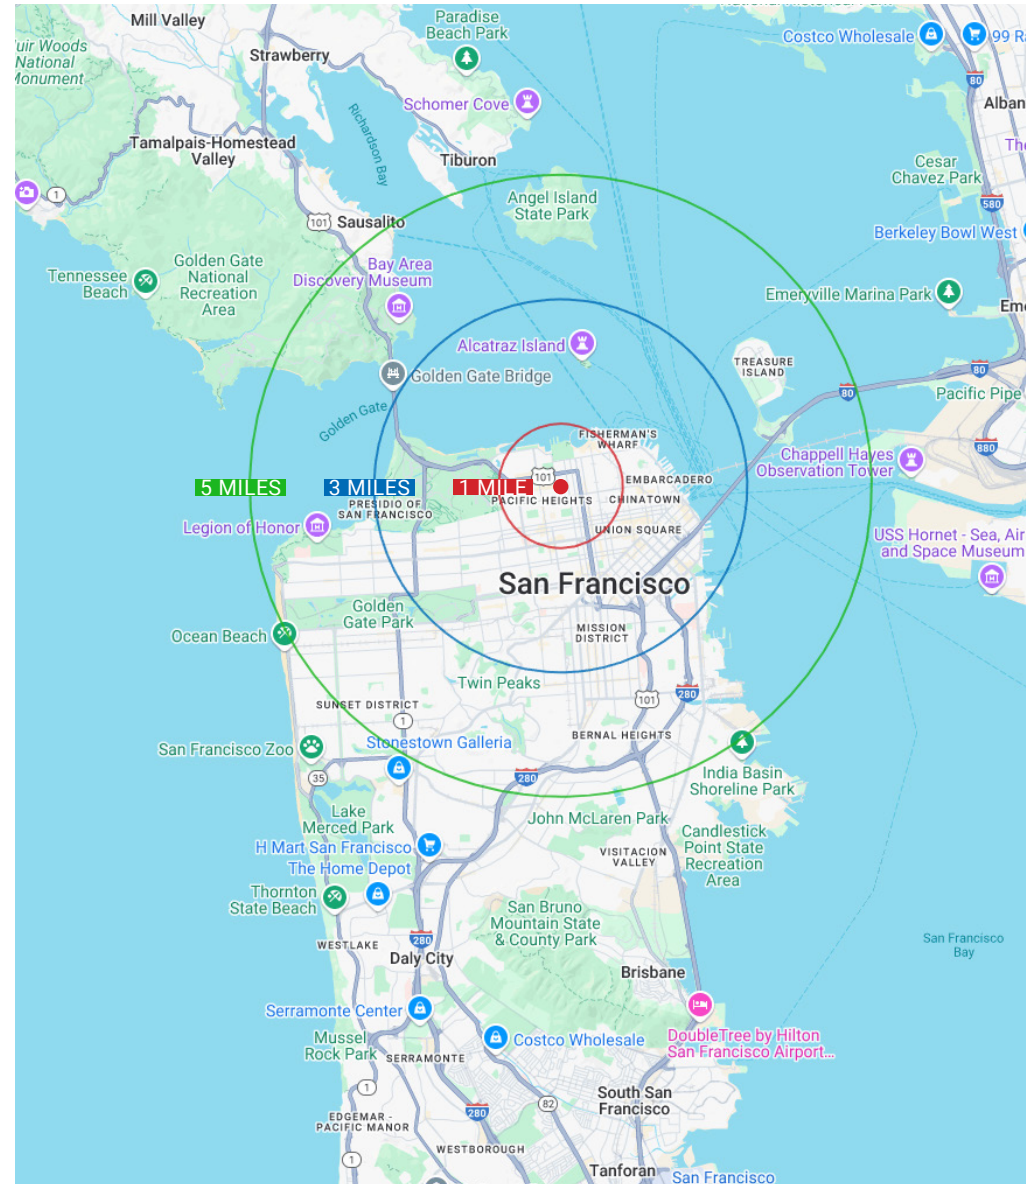 Mill Valley
Paradise
Beach Park
Costco Wholesale
99 Ra
uir Woods
National
Monument
Strawberry
80
Schomer Cove
Alban
Richardson Bay
Tamalpais-Homestead
Valley
Tiburon
The
1
Cesar
Chavez Park
Angel Island
State Park
580
101
Sausalito
Berkeley Bowl West
Golden Gate
National
Recreation
Area
Bay Area
Discovery Museum
Tennessee
Beach
Emeryville Marina Park
Eme
Alcatraz Island
TREASURE
ISLAND
80
Golden Gate Bridge
80
Pacific Pipe
Golden Gate
FISHERMAN'S
WHARF
880
Chappell Hayes
Observation Tower
101
EMBARCADERO
5 MILES
3 MILES
1 MILE
PACIFIC HEIGHTS
CHINATOWN
PRESIDIO OF
SAN FRANCISCO
Legion of Honor
UNION SQUARE
USS Hornet - Sea, Air
and Space Museum
San Francisco
Golden
Gate Park
Ocean Beach
MISSION
DISTRICT
Twin Peaks
280
101
SUNSET DISTRICT
1
BERNAL HEIGHTS
San Francisco Zoo
Stonestown Galleria
35
280
India Basin
Shoreline Park
Lake
Merced Park
John McLaren Park
Candlestick
Point State
Recreation
Area
H Mart San Francisco
VISITACION
VALLEY
The Home Depot
Thornton
State Beach
San Bruno
Mountain State
& County Park
WESTLAKE
280
San Francisco
Bay
Daly City
Brisbane
Serramonte Center
Mussel
Rock Park
Costco Wholesale
DoubleTree by Hilton
San Francisco Airport...
SERRAMONTE
1
South San
Francisco
82
280
EDGEMAR -
PACIFIC MANOR
WESTBOROUGH
1
Tanforan
San Francisco